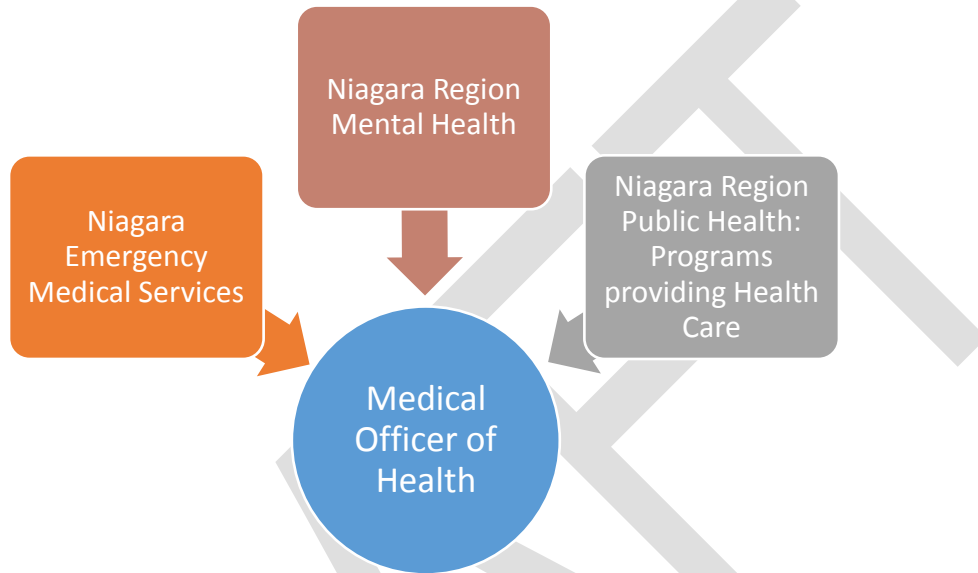 Niagara Region
Mental Health
Niagara
Emergency
Medical Services
Niagara Region
Public Health:
Programs
providing Health
Care
Medical
Officer of
Health